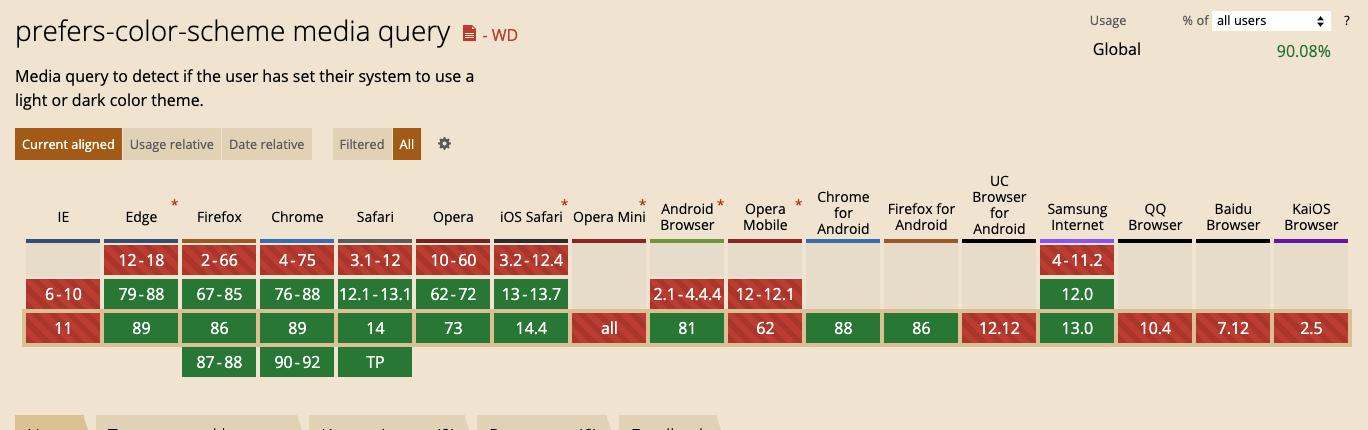 prefers-color-scheme media query - WD
Usage % of all users ?
Global 90.08%
Media query to detect if the user has set their system to use a
light or dark color theme.
Current aligned Usage relative Date relative Filtered All
IE
Edge *
Firefox
Chrome
Safari
Opera
iOS Safari *
Opera Mini *
Android Browser *
Opera Mobile *
Chrome for Android
Firefox for Android
UC Browser for Android
Samsung Internet
QQ Browser
Baidu Browser
KaiOS Browser
12-18 2-66 4-75 3.1-12 10-60 3.2-12.4 4-11.2
6-10 79-88 67-85 76-88 12.1-13.1 62-72 13-13.7 2.1-4.4.4 12-12.1 12.0
11 89 86 89 14 73 14.4 all 81 62 88 86 12.12 13.0 10.4 7.12 2.5
87-88 90-92 TP